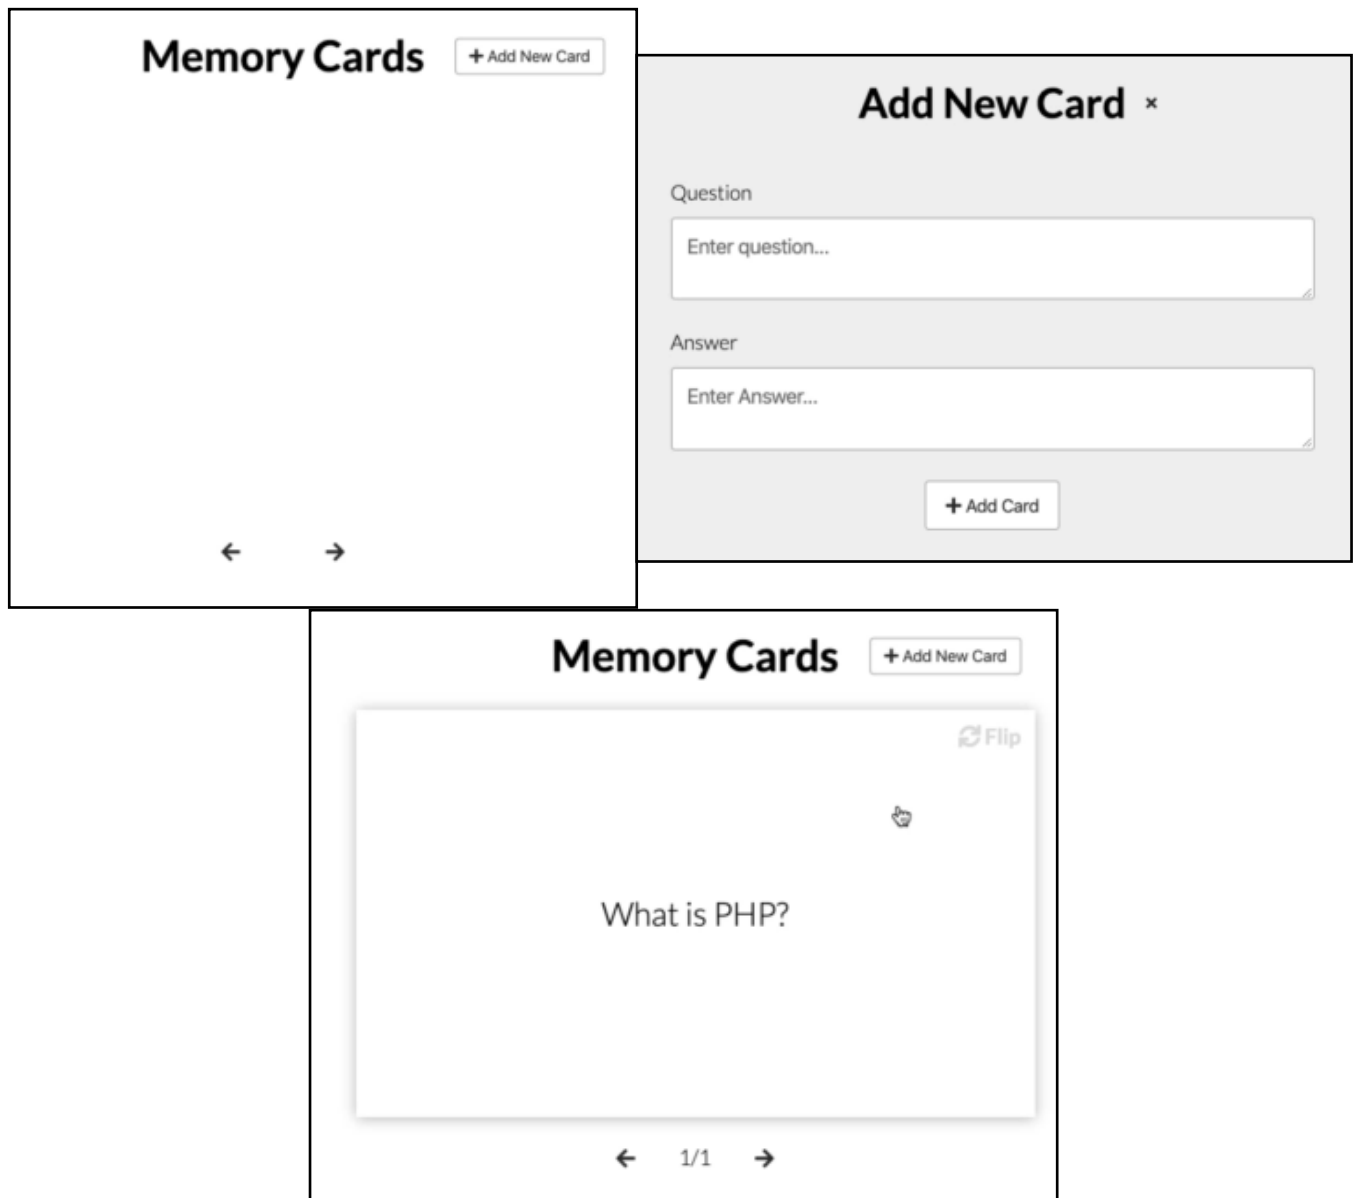 Memory Cards
+ Add New Card
Add New Card ×
Question
Enter question...
Answer
Enter Answer...
+ Add Card
Memory Cards
+ Add New Card
Flip
What is PHP?
1/1